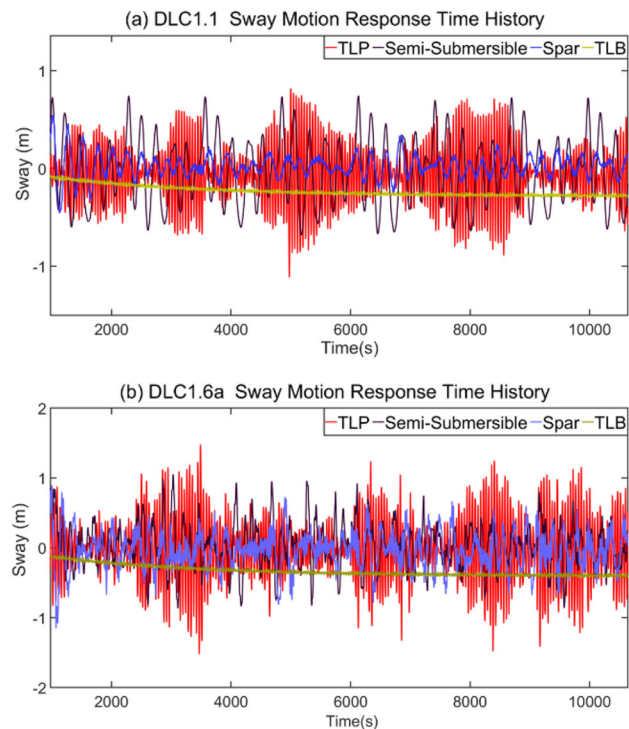 (a) DLC1.1 Sway Motion Response Time History
TLP Semi-Submersible Spar TLB
1
0
-1
Sway (m)
2000 4000 6000 8000 10000
Time(s)
(b) DLC1.6a Sway Motion Response Time History
TLP Semi-Submersible Spar TLB
2
1
0
-1
-2
Sway (m)
2000 4000 6000 8000 10000
Time(s)